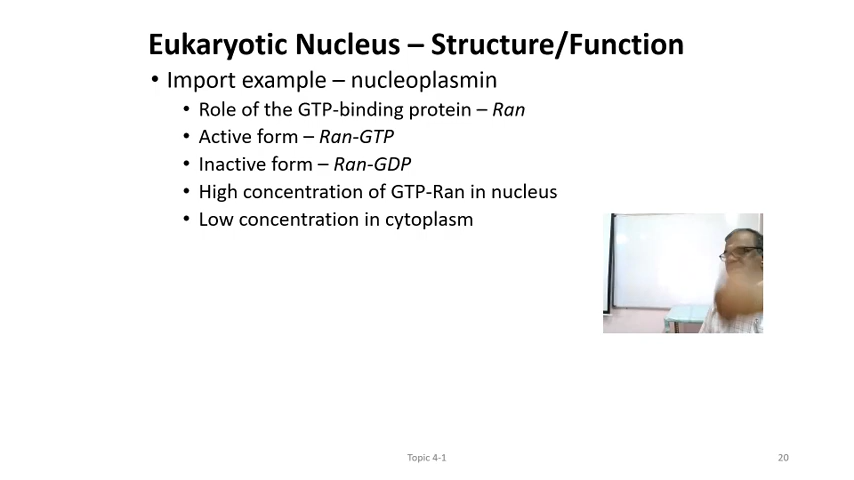 Eukaryotic Nucleus – Structure/Function
• Import example – nucleoplasmin
• Role of the GTP-binding protein – Ran
• Active form – Ran-GTP
• Inactive form – Ran-GDP
• High concentration of GTP-Ran in nucleus
• Low concentration in cytoplasm
Topic 4-1
20